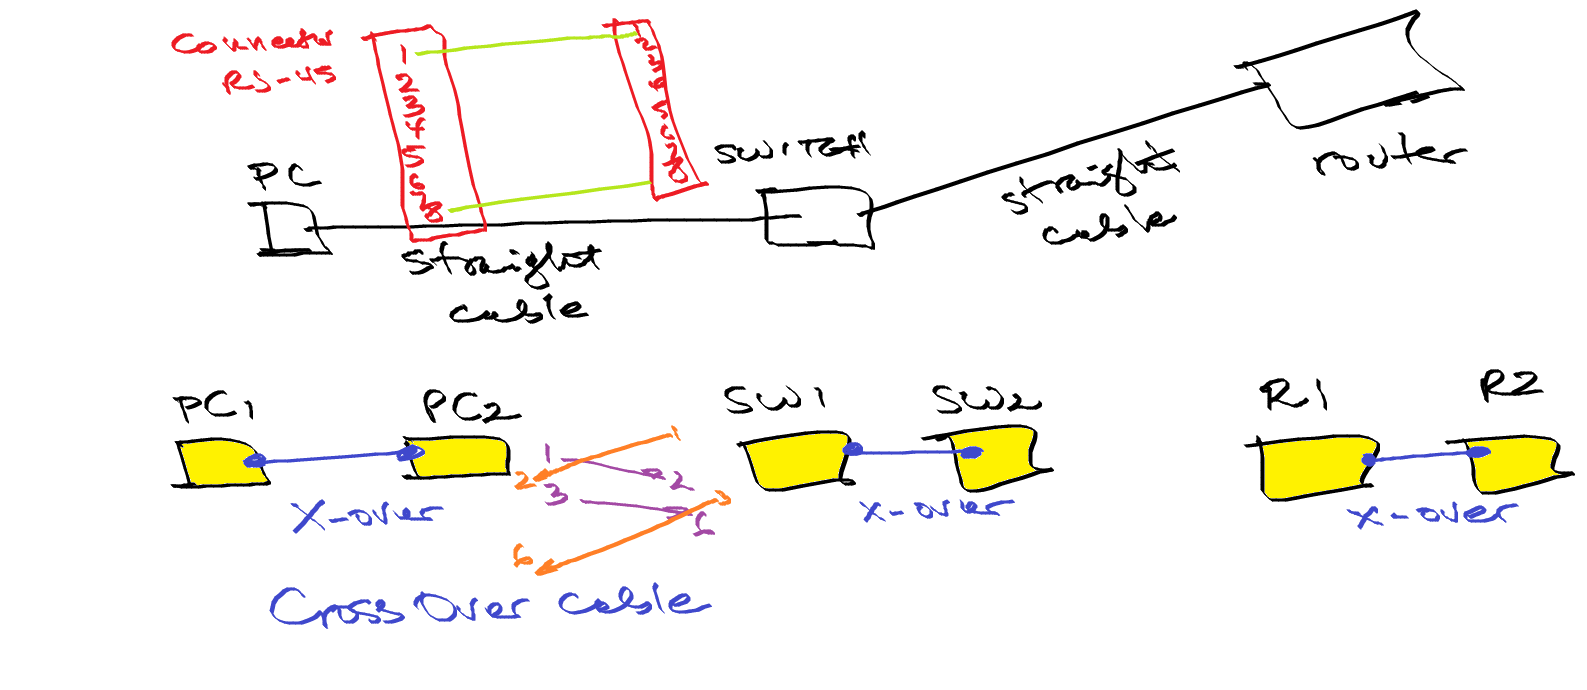 Connector
RJ-45
1
2
3
4
5
6
7
8
1
2
3
4
5
6
7
8
PC
SWITCH
router
straight
cable
straight
cable
PC1
PC2
SW1
SW2
R1
R2
1
2
3
6
1
2
3
6
X-over
X-over
X-over
Cross Over cable